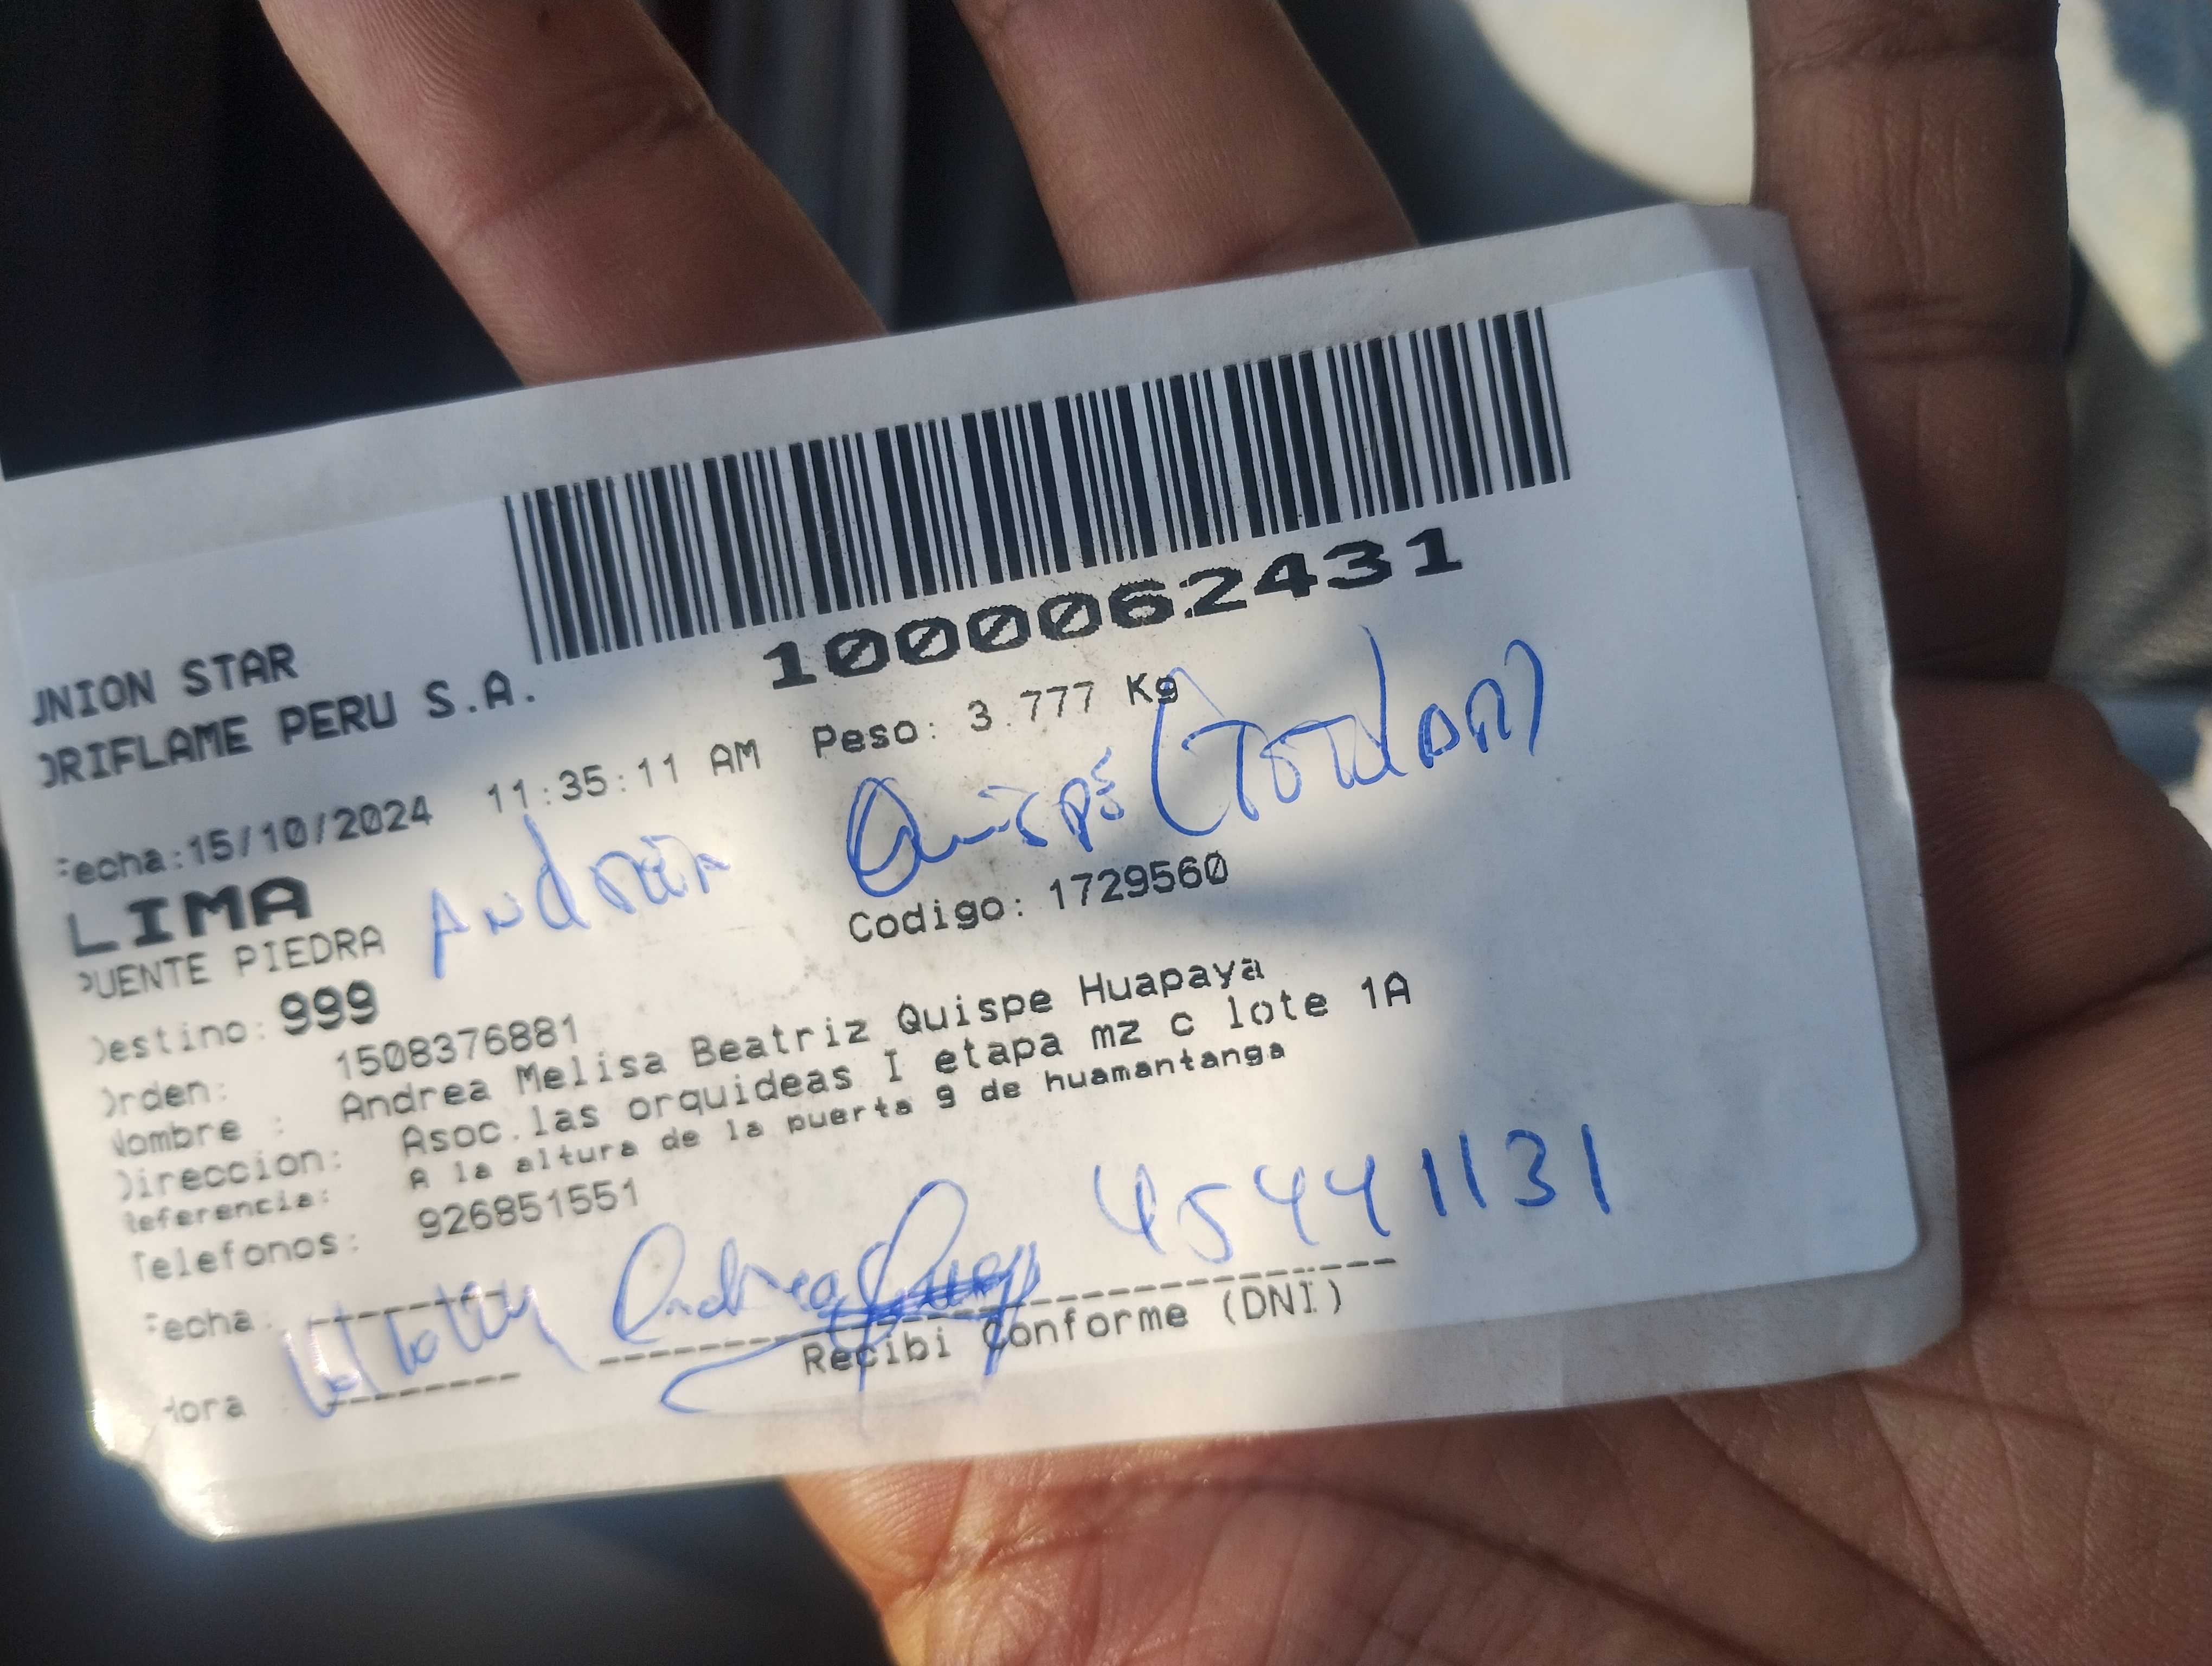 1000062431
UNION STAR
ORIFLAME PERU S.A.
Fecha:15/10/2024 11:35:11 AM Peso: 3.777 Kg
LIMA Andrea Quispe (
PUENTE PIEDRA
Codigo: 1729560
Destino: 999
Orden: 1508376881
Nombre : Andrea Melisa Beatriz Quispe Huapaya
Direccion: Asoc.las orquideas I etapa mz c lote 1A
Referencia: A la altura de la puerta 9 de huamantanga
Telefonos: 926851551
45441131
Fecha Andrea
Recibi Conforme (DNI)
Hora